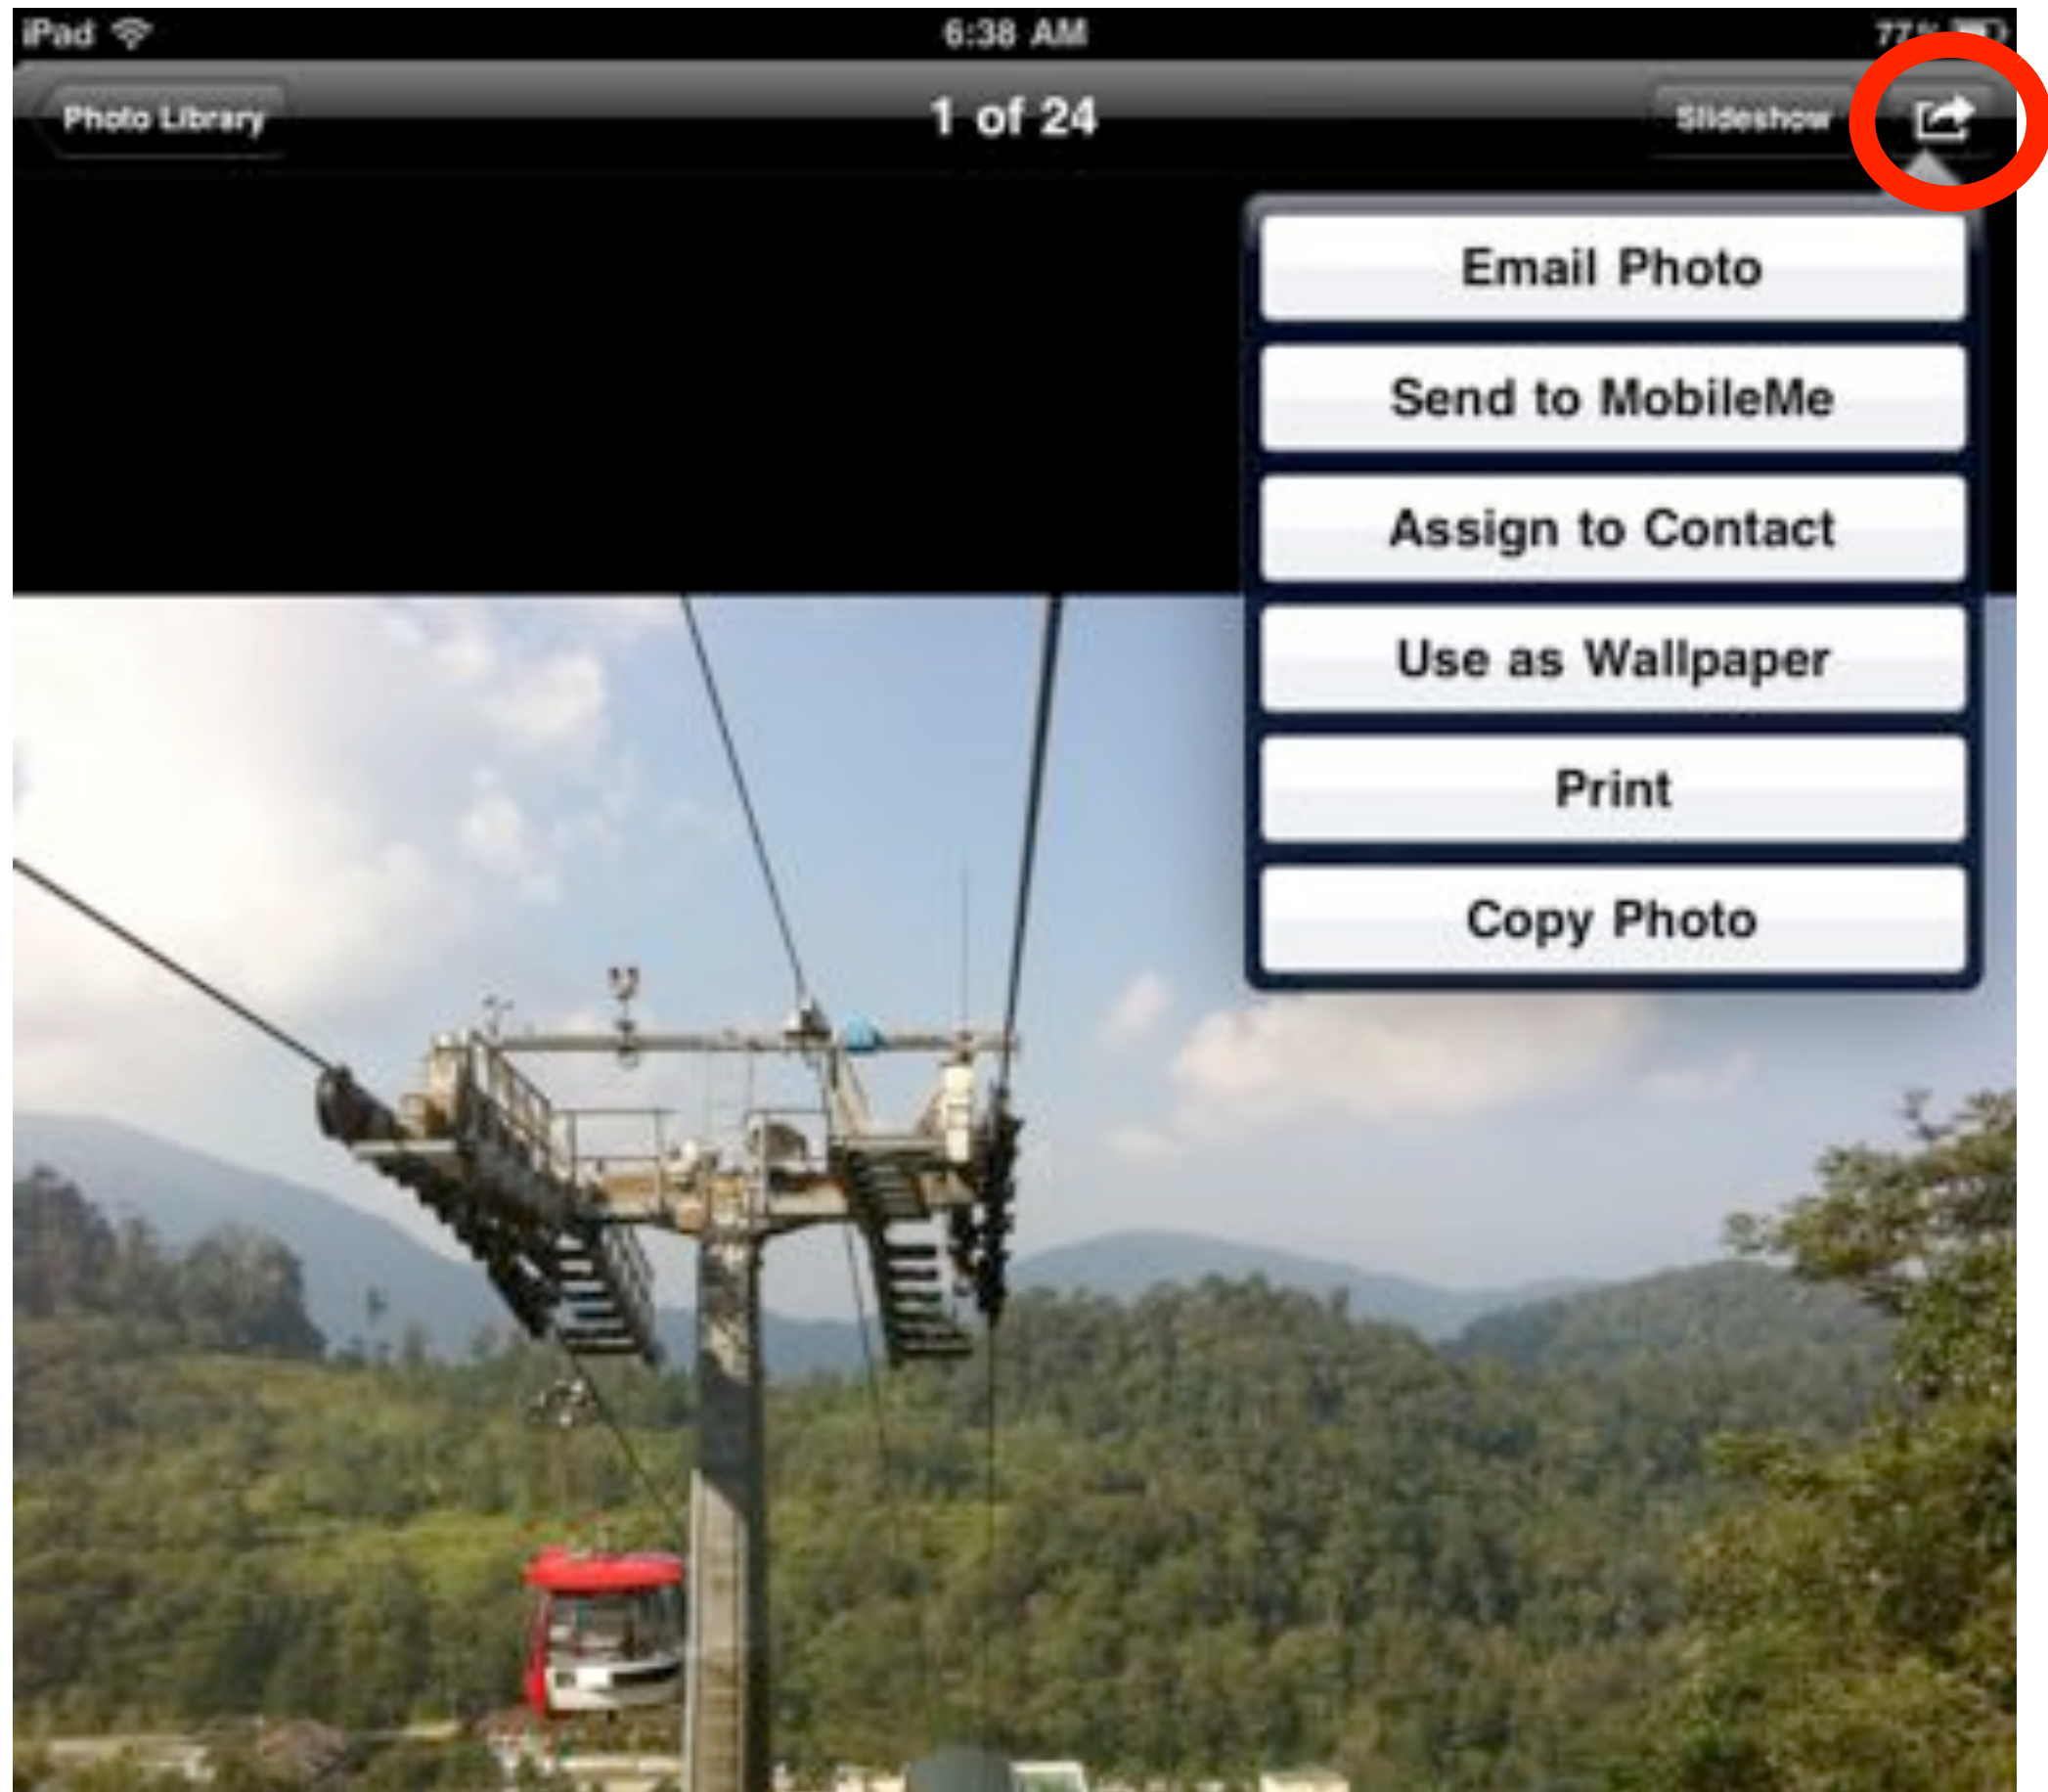 iPad
6:38 AM
77%
Photo Library
1 of 24
Slideshow
Email Photo
Send to MobileMe
Assign to Contact
Use as Wallpaper
Print
Copy Photo